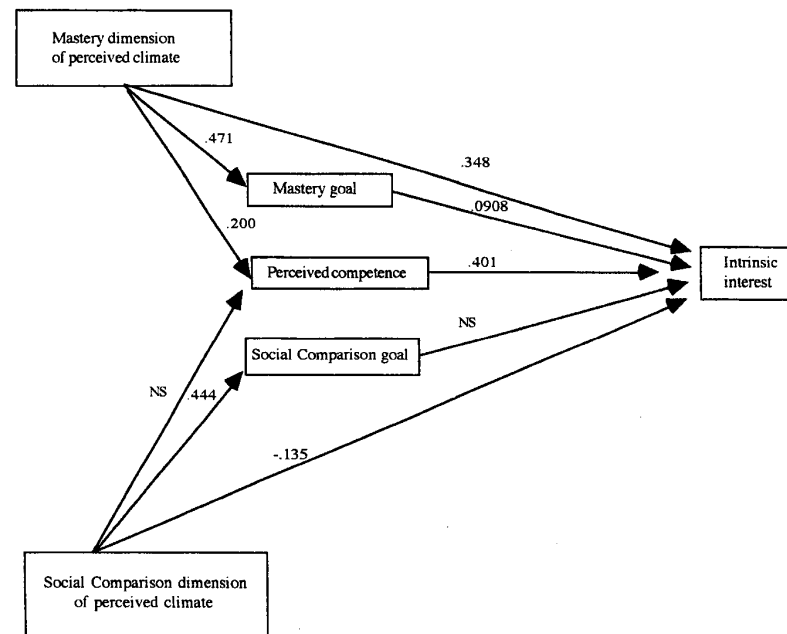 Mastery dimension
of perceived climate
.471
.348
Mastery goal
.0908
.200
Perceived competence
.401
Intrinsic
interest
NS
Social Comparison goal
NS
.444
-.135
Social Comparison dimension
of perceived climate